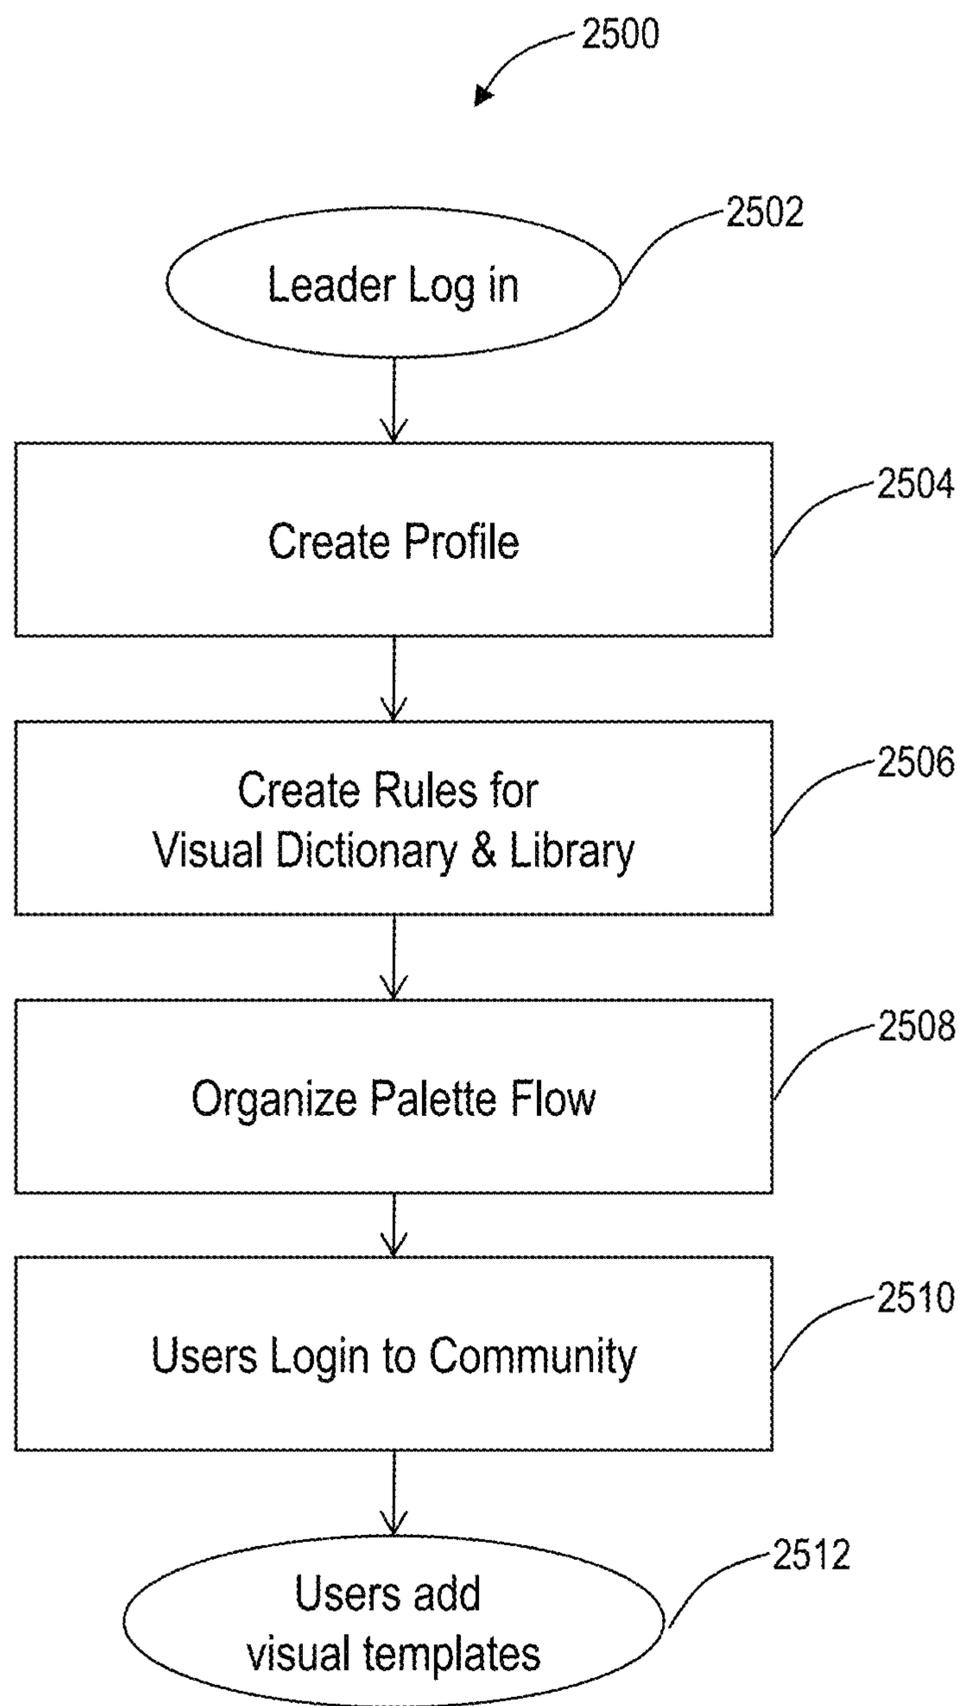 2500
2502
Leader Log in
2504
Create Profile
2506
Create Rules for
Visual Dictionary & Library
2508
Organize Palette Flow
2510
Users Login to Community
2512
Users add
visual templates